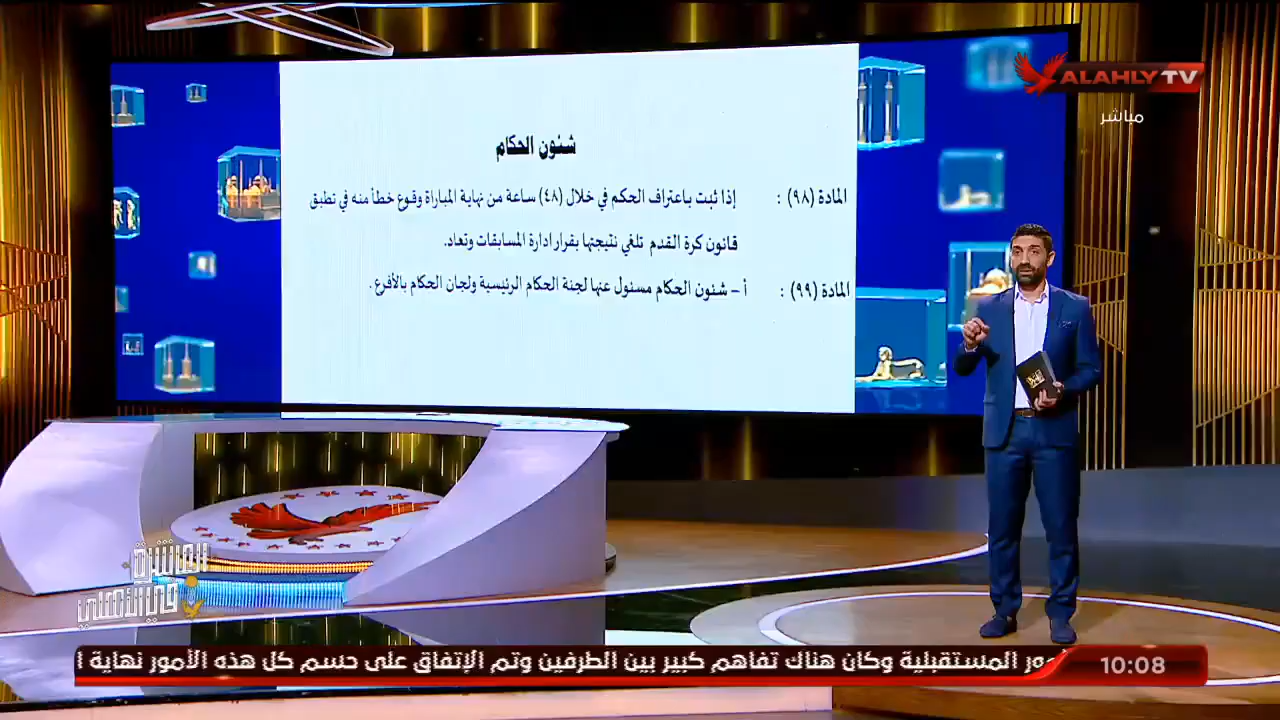 ALAHLY TV
مباشر
شئون الحكام
المادة (٩٨) : إذا ثبت باعتراف الحكم في خلال (٤٨) ساعة من نهاية المباراة وقوع خطأ منه في تطبق
قانون كرة القدم تلغي نتيجتها بقرار ادارة المسابقات وتعاد.
المادة (٩٩) : أ – شئون الحكام مسئول عنها لجنة الحكام الرئيسية ولجان الحكام بالأفرع .
المستقبلية وكان هناك تفاهم كبير بين الطرفين وتم الإتفاق على حسم كل هذه الأمور نهاية ا
10:08